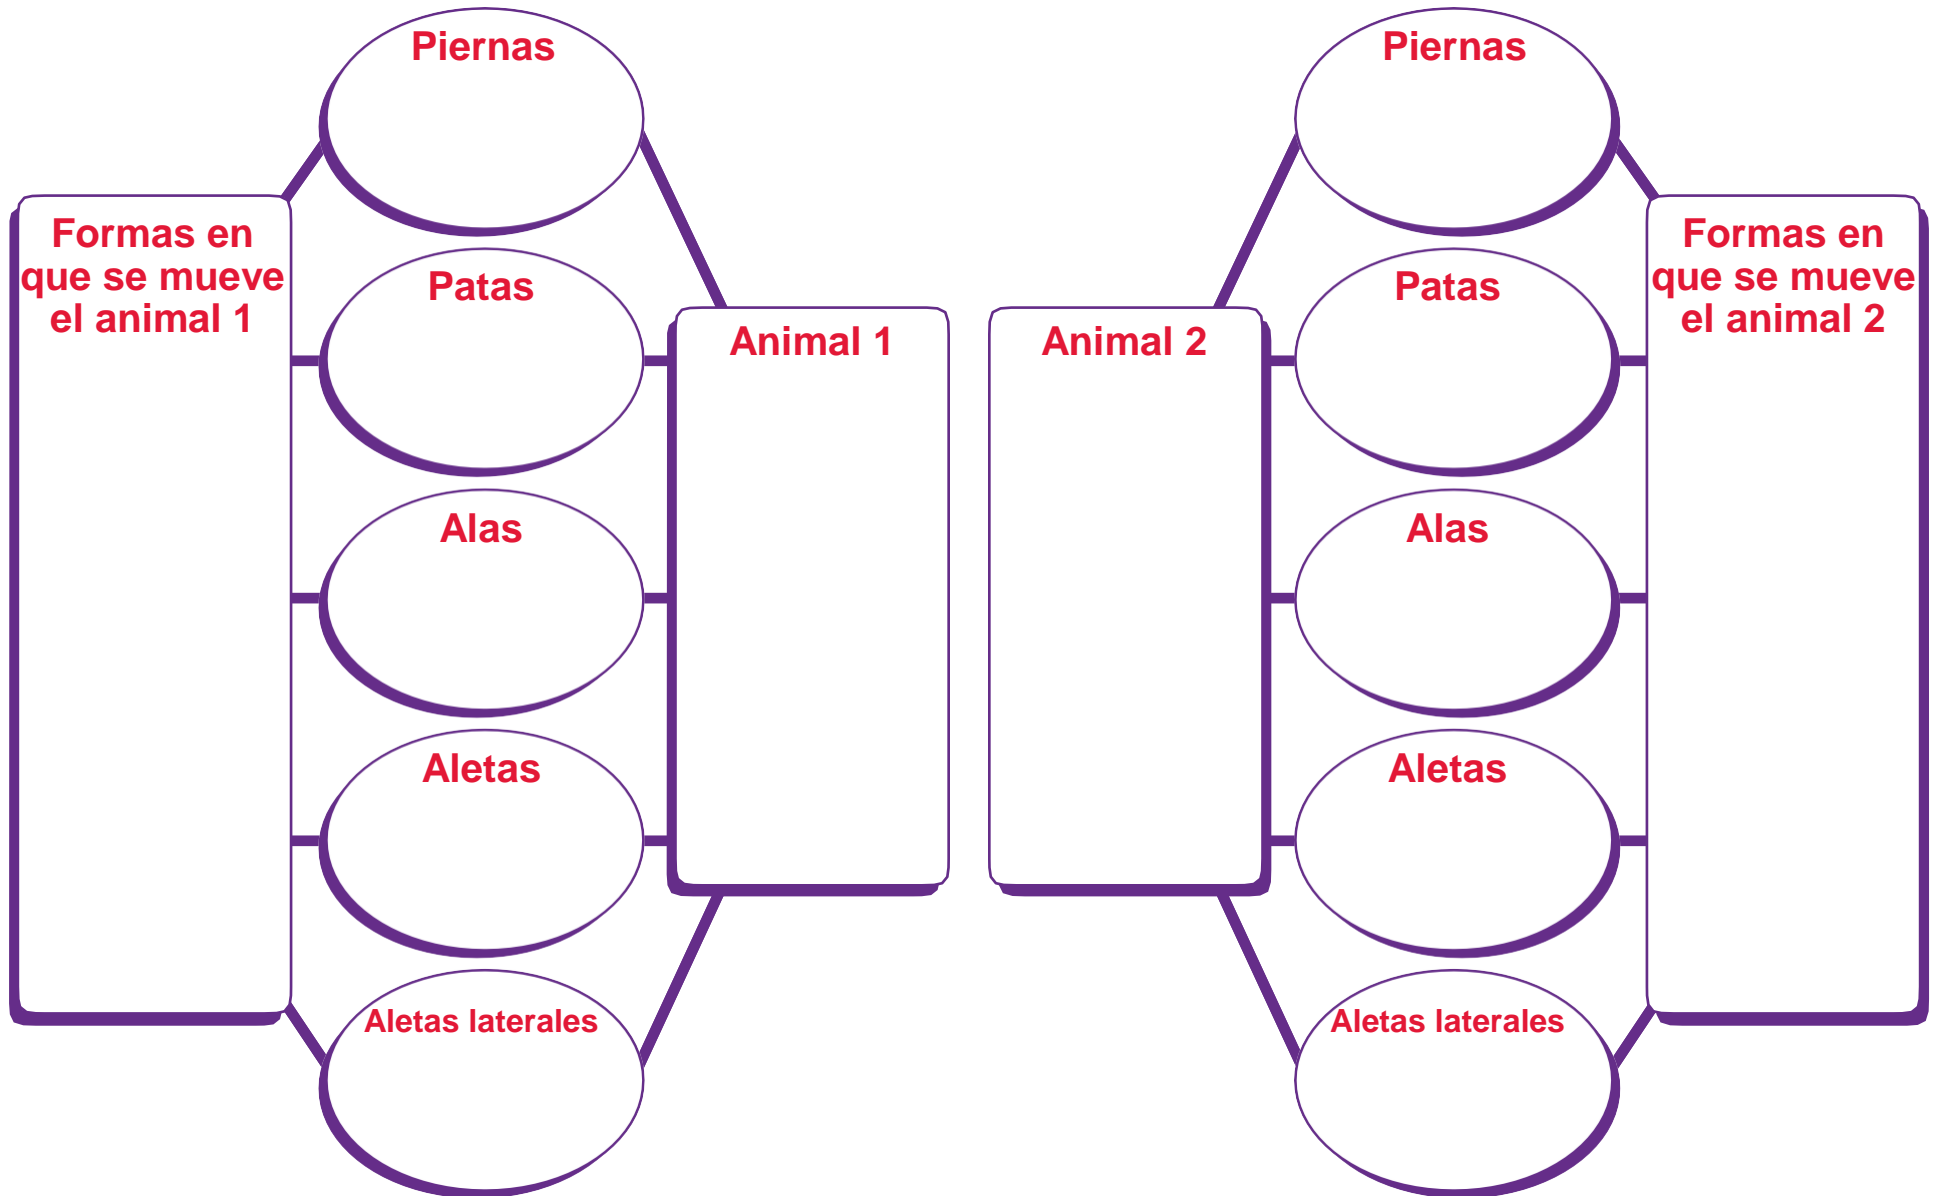 Piernas
Formas en
que se mueve
el animal 1
Patas
Animal 1
Alas
Aletas
Aletas laterales
Piernas
Animal 2
Patas
Formas en
que se mueve
el animal 2
Alas
Aletas
Aletas laterales